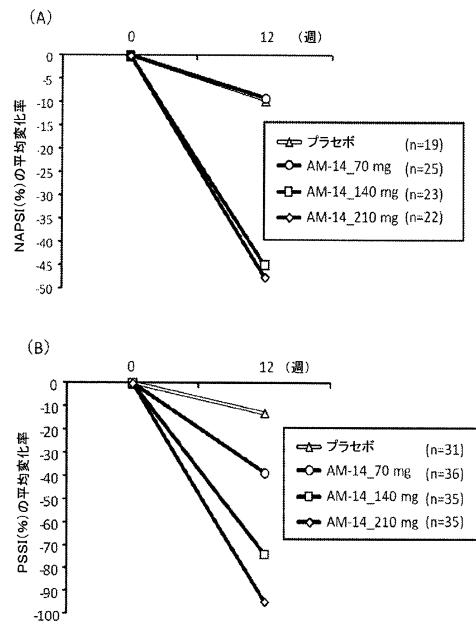 (A)
0 12 (週)
0
-5
-10
-15
-20
-25
-30
-35
-40
-45
-50
NAPSI(%)の平均変化率
プラセボ (n=19)
AM-14_70 mg (n=25)
AM-14_140 mg (n=23)
AM-14_210 mg (n=22)
(B)
0 12 (週)
0
-10
-20
-30
-40
-50
-60
-70
-80
-90
-100
PSSI(%)の平均変化率
プラセボ (n=31)
AM-14_70 mg (n=36)
AM-14_140 mg (n=35)
AM-14_210 mg (n=35)